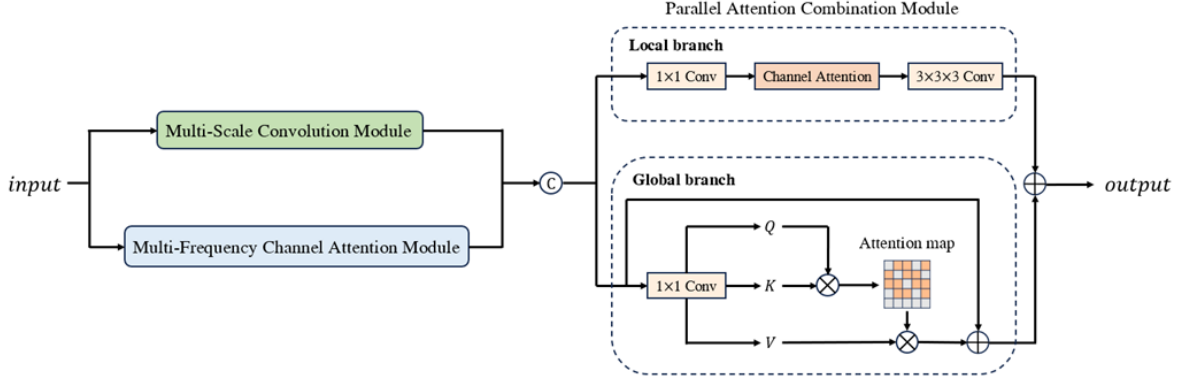 Parallel Attention Combination Module
Local branch
1×1 Conv
Channel Attention
3×3×3 Conv
Multi-Scale Convolution Module
input
C
output
Multi-Frequency Channel Attention Module
Global branch
Q
Attention map
1×1 Conv
K
V